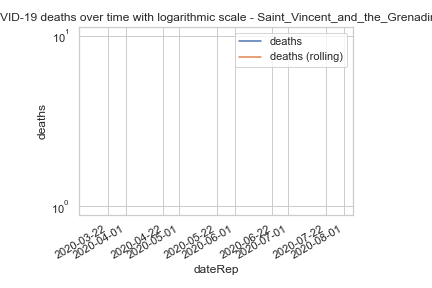 VID-19 deaths over time with logarithmic scale - Saint_Vincent_and_the_Grenadin
deaths
deaths (rolling)
10¹
deaths
10⁰
2020-03-22
2020-04-01
2020-04-22
2020-05-01
2020-05-22
2020-06-01
2020-06-22
2020-07-01
2020-07-22
2020-08-01
dateRep